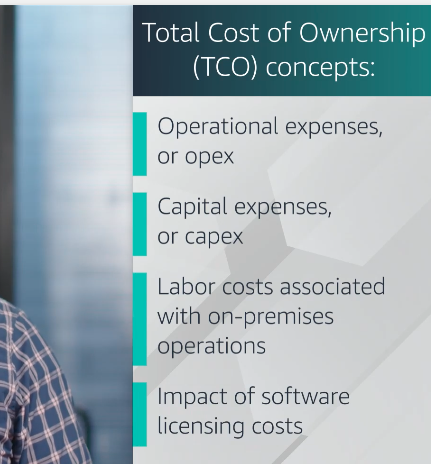 Total Cost of Ownership
(TCO) concepts:
Operational expenses,
or opex
Capital expenses,
or capex
Labor costs associated
with on-premises
operations
Impact of software
licensing costs